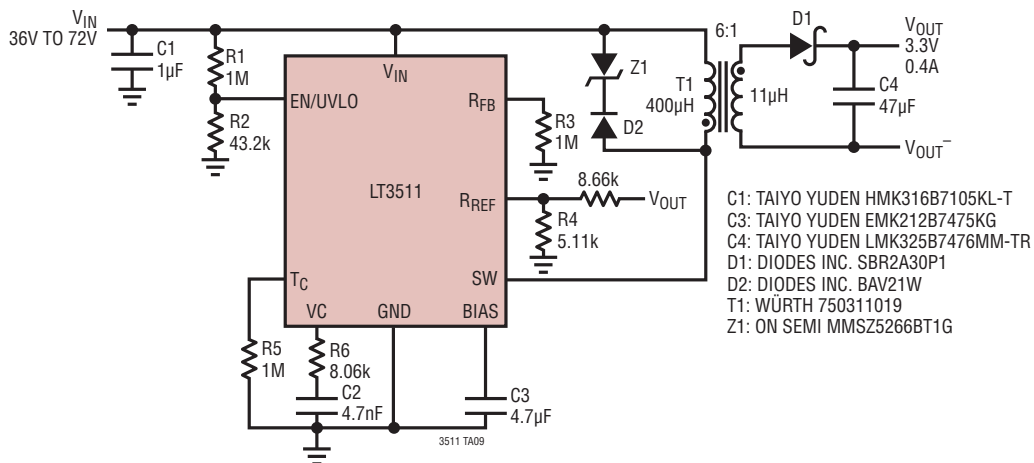 VIN
36V TO 72V
C1
1µF
R1
1M
R2
43.2k
VIN
EN/UVLO
RFB
R3
1M
LT3511
RREF
8.66k
VOUT
R4
5.11k
SW
TC
VC
GND
BIAS
R5
1M
R6
8.06k
C2
4.7nF
C3
4.7µF
3511 TA09
Z1
D2
6:1
T1
400µH
11µH
D1
C4
47µF
VOUT
3.3V
0.4A
VOUT–
C1: TAIYO YUDEN HMK316B7105KL-T
C3: TAIYO YUDEN EMK212B7475KG
C4: TAIYO YUDEN LMK325B7476MM-TR
D1: DIODES INC. SBR2A30P1
D2: DIODES INC. BAV21W
T1: WÜRTH 750311019
Z1: ON SEMI MMSZ5266BT1G